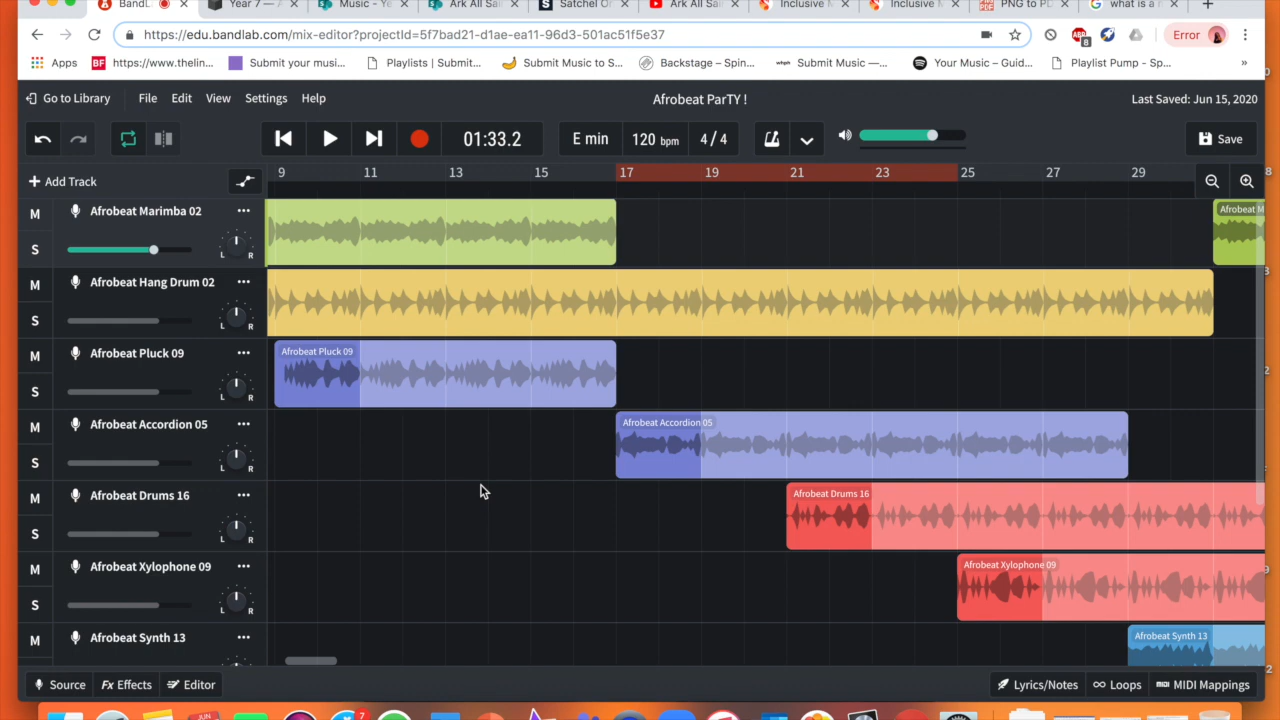 BandL
Year 7 — A
Music - Yo
Ark All Sai
Satchel On
Ark All Sai
Inclusive M
Inclusive M
PNG to P
what is a m
https://edu.bandlab.com/mix-editor?projectId=5f7bad21-d1ae-ea11-96d3-501ac51f5e37
8
Error
Apps
BF https://www.thelin...
Submit your musi...
Playlists | Submit...
Submit Music to S...
Backstage – Spin...
Submit Music —...
Your Music – Guid...
Playlist Pump - Sp...
»
Go to Library File Edit View Settings Help
Afrobeat ParTY !
Last Saved: Jun 15, 2020
01:33.2 E min 120 bpm 4/4 Save
+ Add Track
9 11 13 15 17 19 21 23 25 27 29
M Afrobeat Marimba 02 •••
S L R
Afrobeat M
M Afrobeat Hang Drum 02 •••
S L R
M Afrobeat Pluck 09 •••
S L R
Afrobeat Pluck 09
M Afrobeat Accordion 05 •••
S L R
Afrobeat Accordion 05
M Afrobeat Drums 16 •••
S L R
Afrobeat Drums 16
M Afrobeat Xylophone 09 •••
S L R
Afrobeat Xylophone 09
M Afrobeat Synth 13 •••
Afrobeat Synth 13
Source Fx Effects Editor Lyrics/Notes Loops MIDI MIDI Mappings
JUN
7